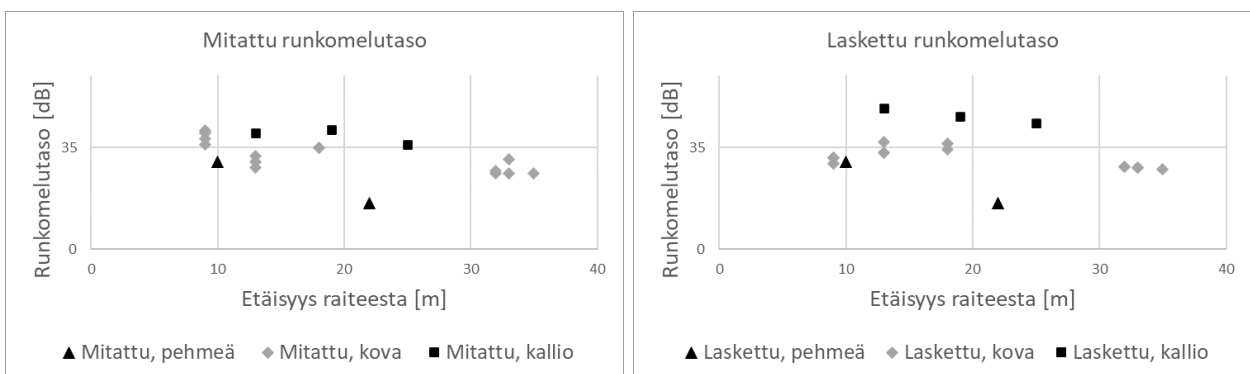 Mitattu runkomelutaso
Runkomelutaso [dB]
35
0
0 10 20 30 40
Etäisyys raiteesta [m]
Mitattu, pehmeä Mitattu, kova Mitattu, kallio
Laskettu runkomelutaso
Runkomelutaso [dB]
35
0
0 10 20 30 40
Etäisyys raiteesta [m]
Laskettu, pehmeä Laskettu, kova Laskettu, kallio